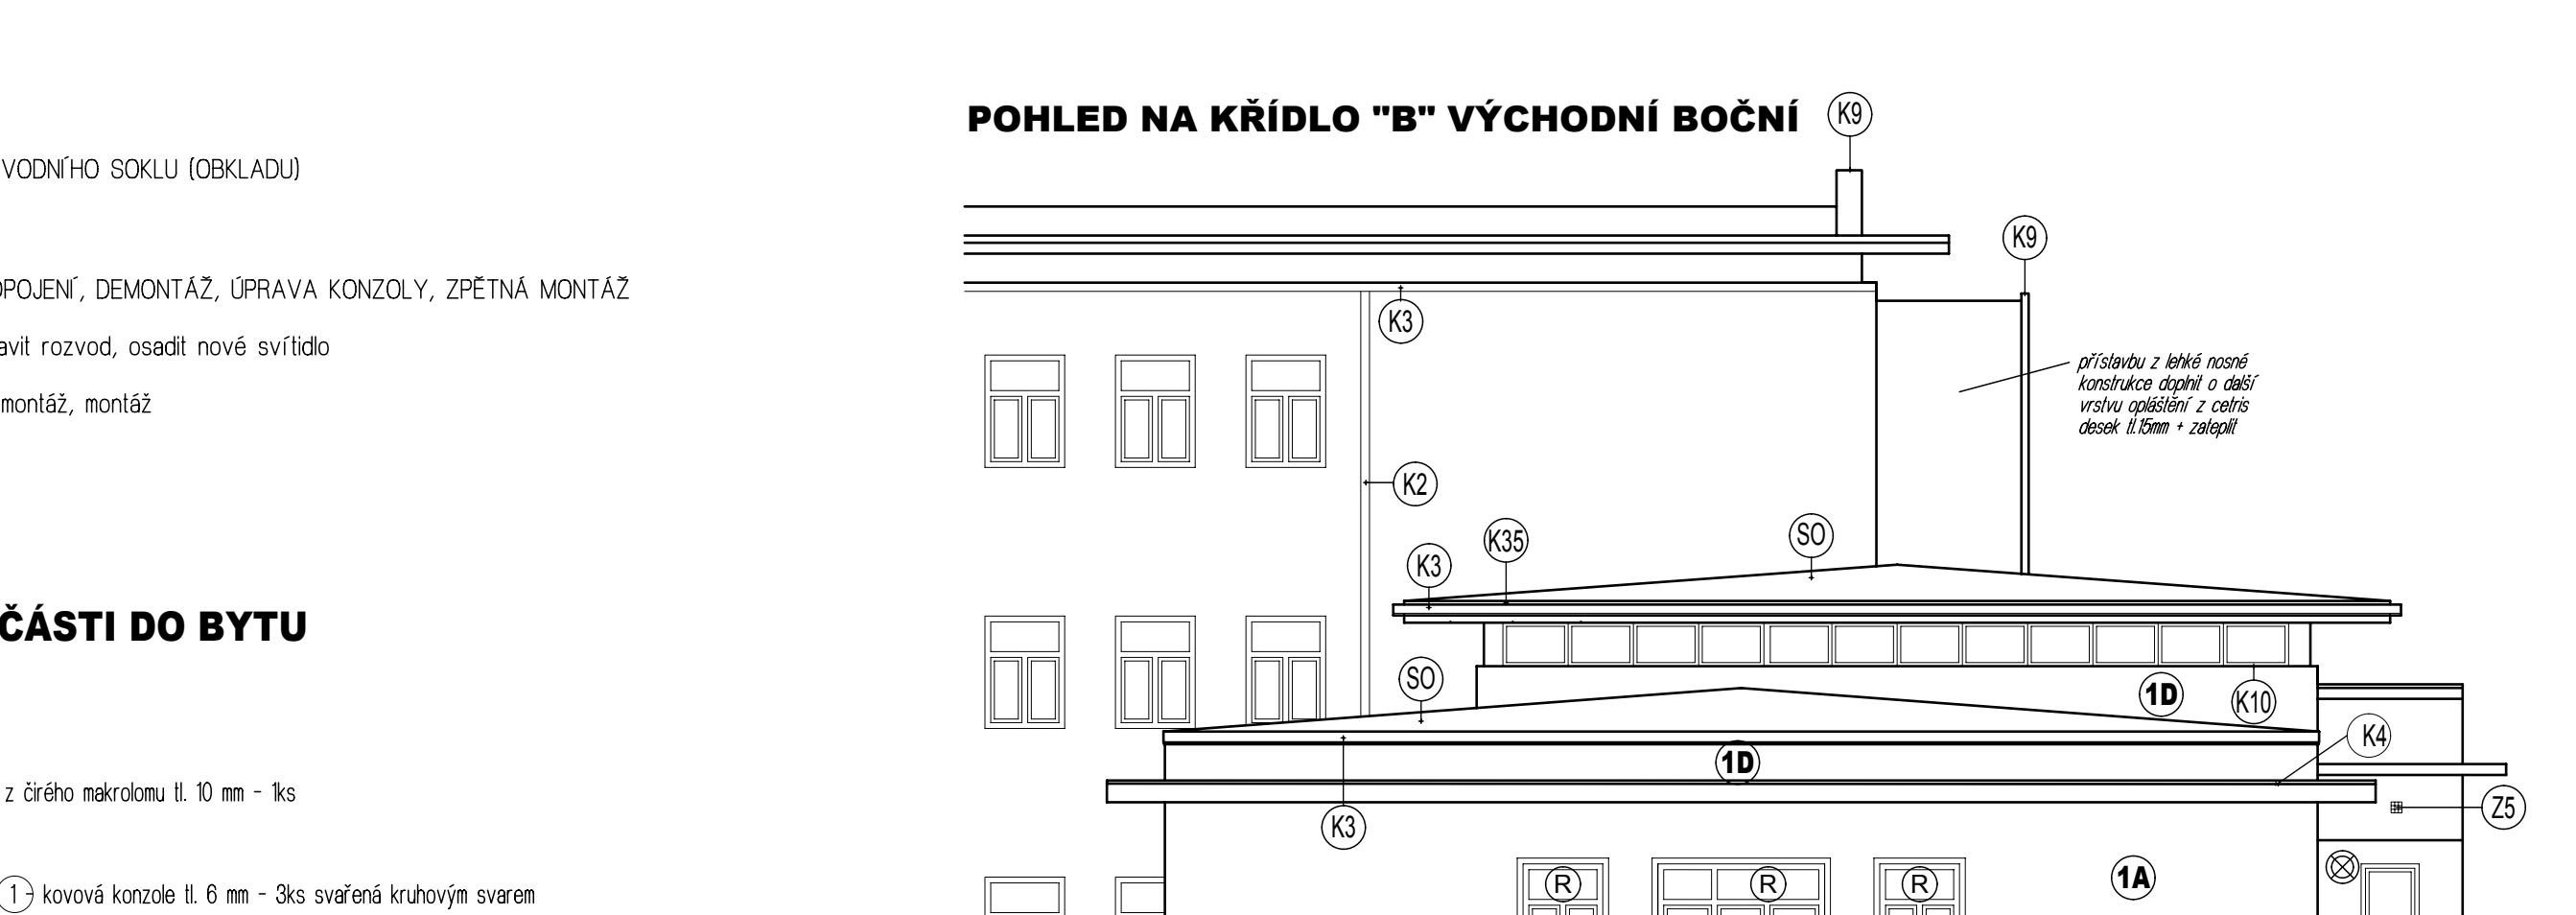 VODNÍHO SOKLU (OBKLADU)
OPOJENÍ, DEMONTÁŽ, ÚPRAVA KONZOLY, ZPĚTNÁ MONTÁŽ
avit rozvod, osadit nové svítidlo
montáž, montáž
ČÁSTI DO BYTU
z čirého makrolomu tl. 10 mm - 1ks
1 kovová konzole tl. 6 mm - 3ks svařená kruhovým svarem
POHLED NA KŘÍDLO "B" VÝCHODNÍ BOČNÍ
K9
K9
K3
přístavbu z lehké nosné
konstrukce doplnit o další
vrstvu opláštění z cetris
desek tl.15mm + zateplit
K2
K35
SO
K3
SO
1D
K10
K4
1D
K3
Z5
R
R
R
1A